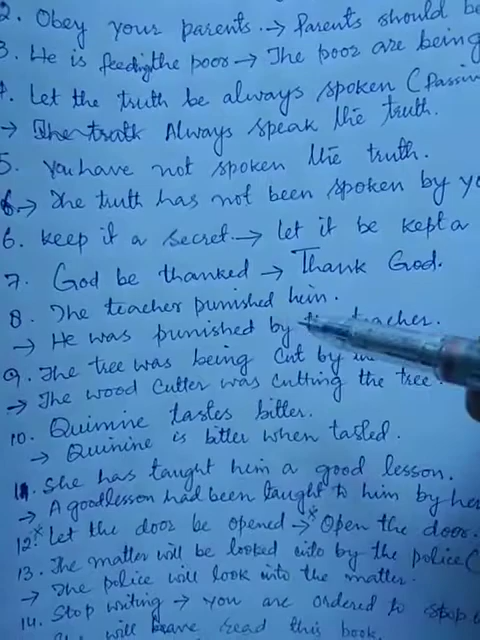 2. Obey your parents. → Parents should be
3. He is feeding the poor → The poor are being
4. Let the truth be always spoken (Passiv
→ Always speak the truth.
5. You have not spoken the truth.
→ The truth has not been spoken by yo
6. Keep it a secret. → let it be kept a
7. God be thanked → Thank God.
8. The teacher punished him.
→ He was punished by teacher.
9. The tree was being cut by the
→ The wood cutter was cutting the tree.
10. Quinine tastes bitter.
→ Quinine is bitter when tasted.
11. She has taught him a good lesson.
→ A good lesson had been taught to him by her
12. Let the door be opened → Open the door.
13. The matter will be looked into by the police (
→ The police will look into the matter.
14. Stop writing → you are ordered to stop
will have read this book